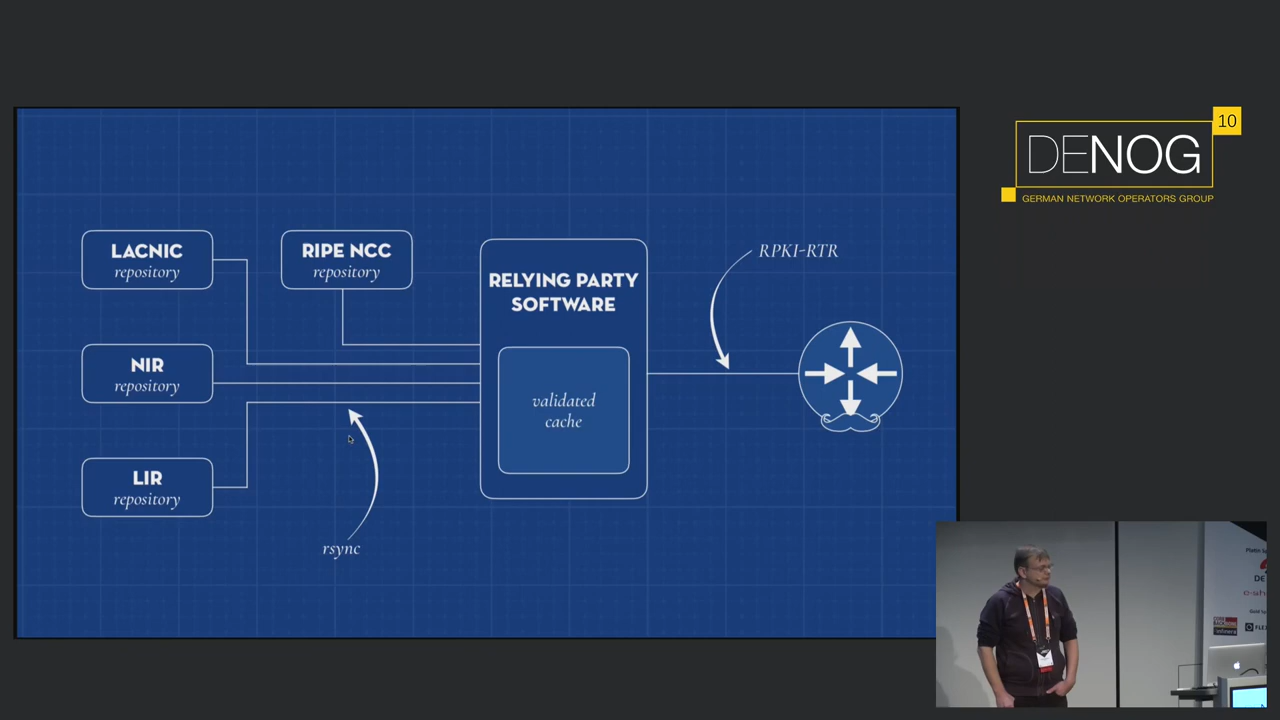 LACNIC
repository
RIPE NCC
repository
RELYING PARTY
SOFTWARE
validated
cache
RPKI-RTR
NIR
repository
LIR
repository
rsync
10
DENOG
GERMAN NETWORK OPERATORS GROUP